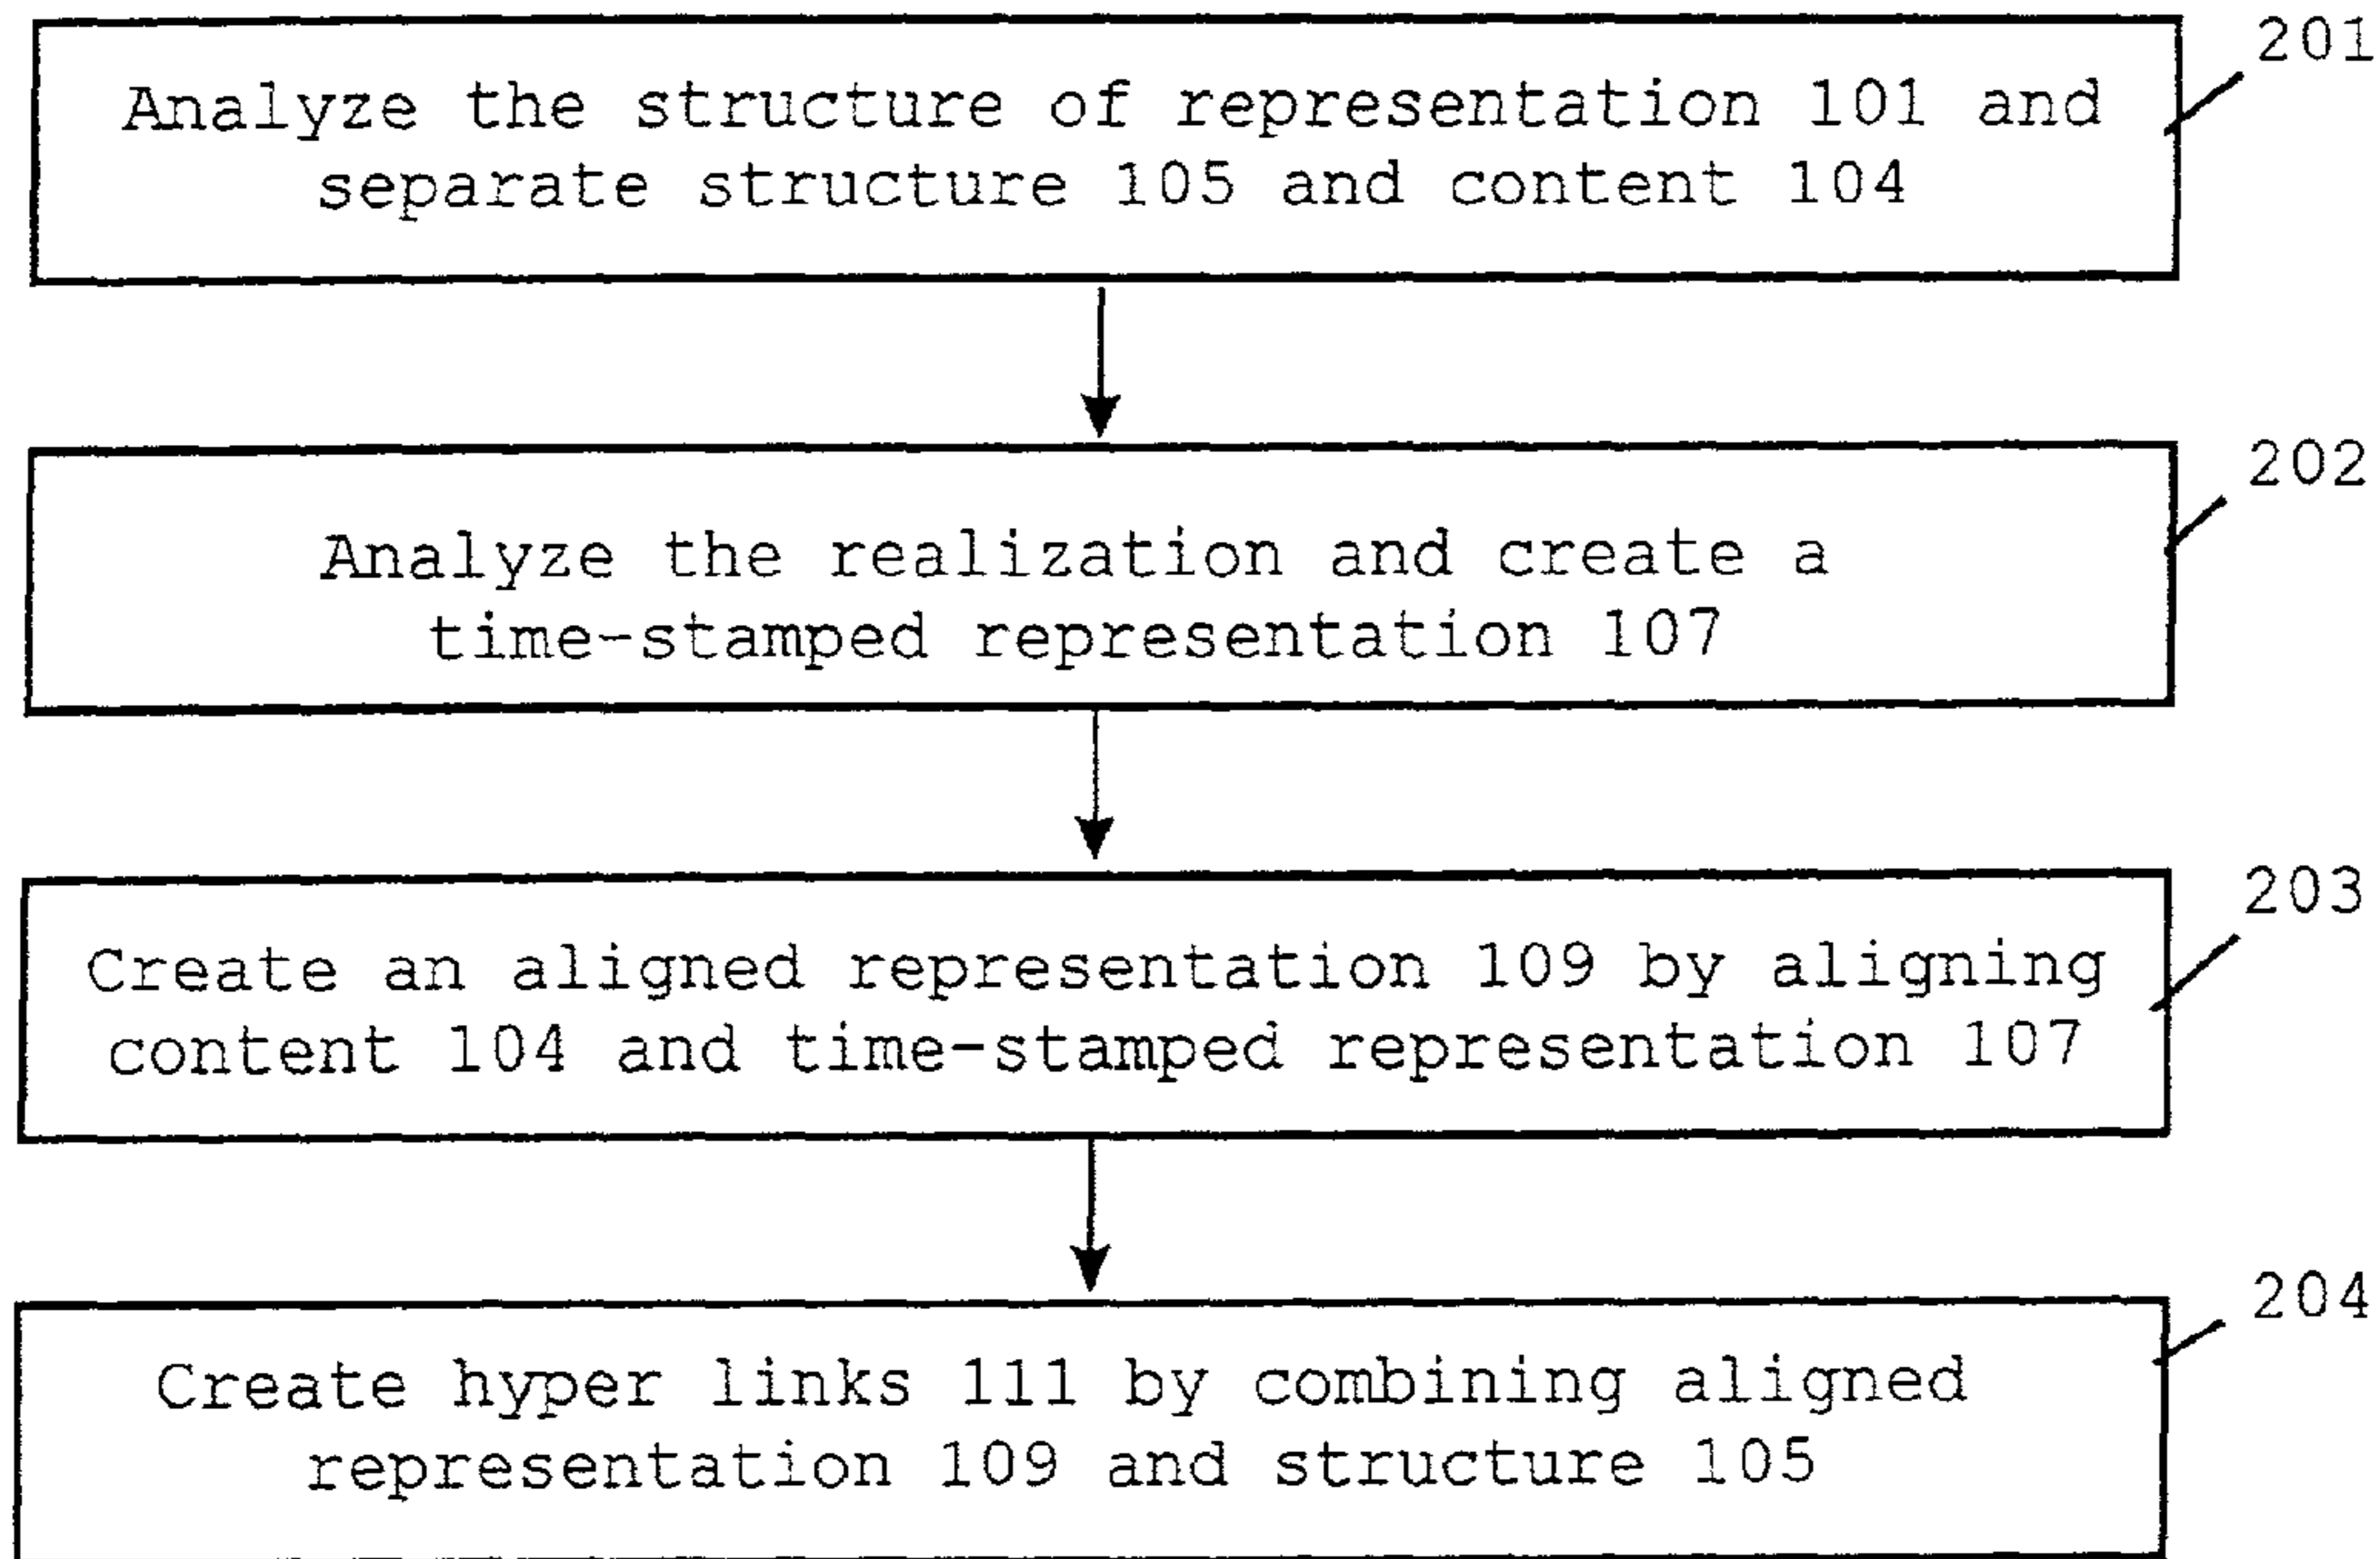 201
Analyze the structure of representation 101 and
separate structure 105 and content 104
202
Analyze the realization and create a
time-stamped representation 107
203
Create an aligned representation 109 by aligning
content 104 and time-stamped representation 107
204
Create hyper links 111 by combining aligned
representation 109 and structure 105